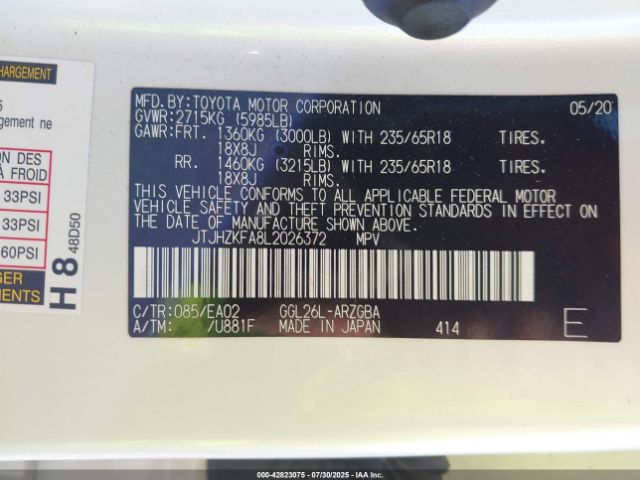 CHARGEMENT
5
gement ne
ON DES
À FROID
33PSI
33PSI
60PSI
GER
EMENTS
H 8 48D50
MFD.BY:TOYOTA MOTOR CORPORATION 05/20
GVWR:2715KG (5985LB)
GAWR:FRT. 1360KG (3000LB) WITH 235/65R18 TIRES.
18X8J RIMS.
RR. 1460KG (3215LB) WITH 235/65R18 TIRES.
18X8J RIMS.
THIS VEHICLE CONFORMS TO ALL APPLICABLE FEDERAL MOTOR
VEHICLE SAFETY AND THEFT PREVENTION STANDARDS IN EFFECT ON
THE DATE OF MANUFACTURE SHOWN ABOVE.
JTJHZKFA8L2026372 MPV
C/TR:085/EA02 GGL26L-ARZGBA
A/TM: /U881F MADE IN JAPAN 414 E
000-42823075 - 07/30/2025 - IAA Inc.